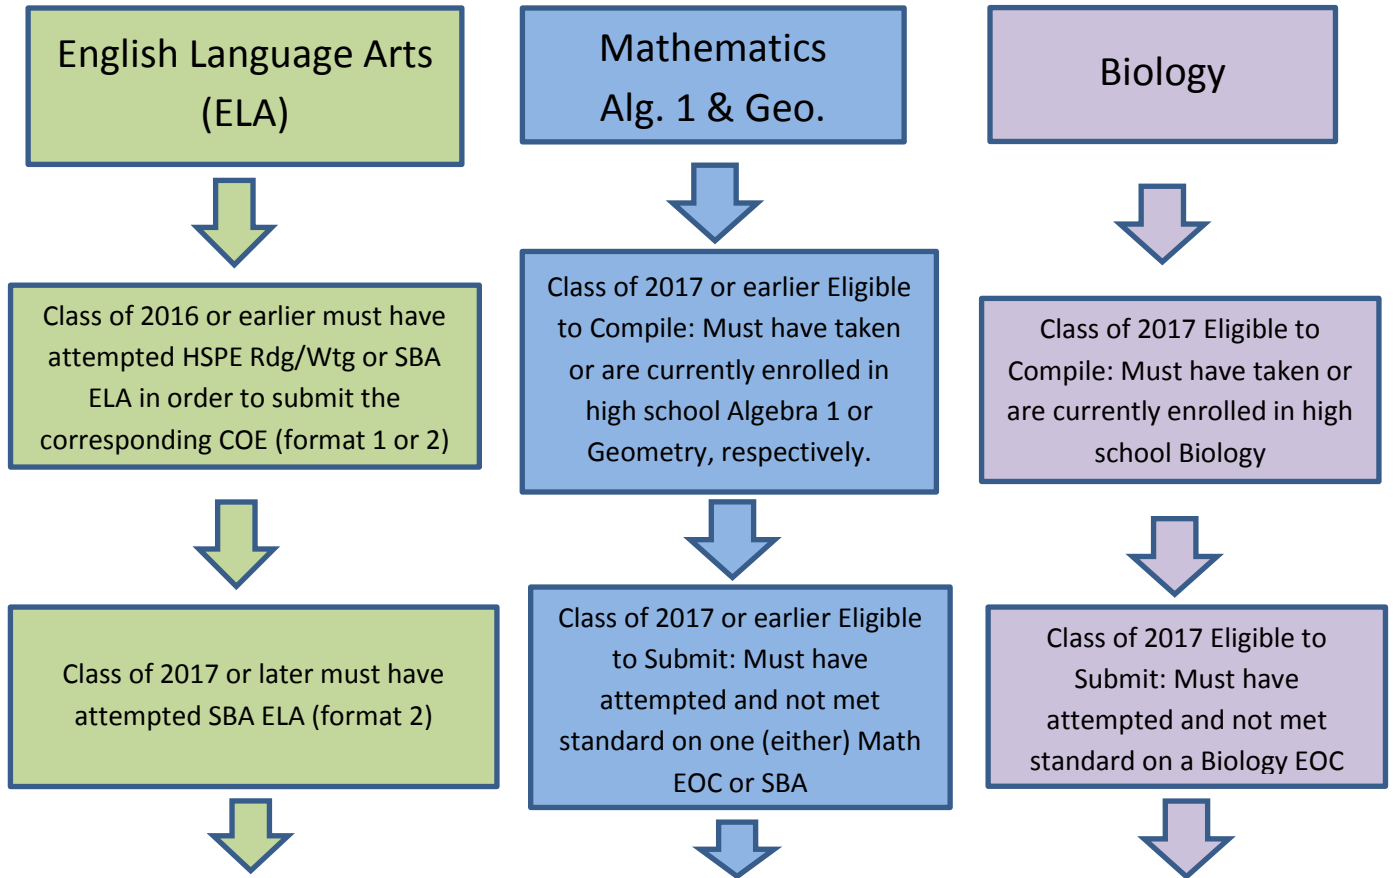 English Language Arts
(ELA)
Class of 2016 or earlier must have
attempted HSPE Rdg/Wtg or SBA
ELA in order to submit the
corresponding COE (format 1 or 2)
Class of 2017 or later must have
attempted SBA ELA (format 2)
Mathematics
Alg. 1 & Geo.
Class of 2017 or earlier Eligible
to Compile: Must have taken
or are currently enrolled in
high school Algebra 1 or
Geometry, respectively.
Class of 2017 or earlier Eligible
to Submit: Must have
attempted and not met
standard on one (either) Math
EOC or SBA
Biology
Class of 2017 Eligible to
Compile: Must have taken or
are currently enrolled in high
school Biology
Class of 2017 Eligible to
Submit: Must have
attempted and not met
standard on a Biology EOC